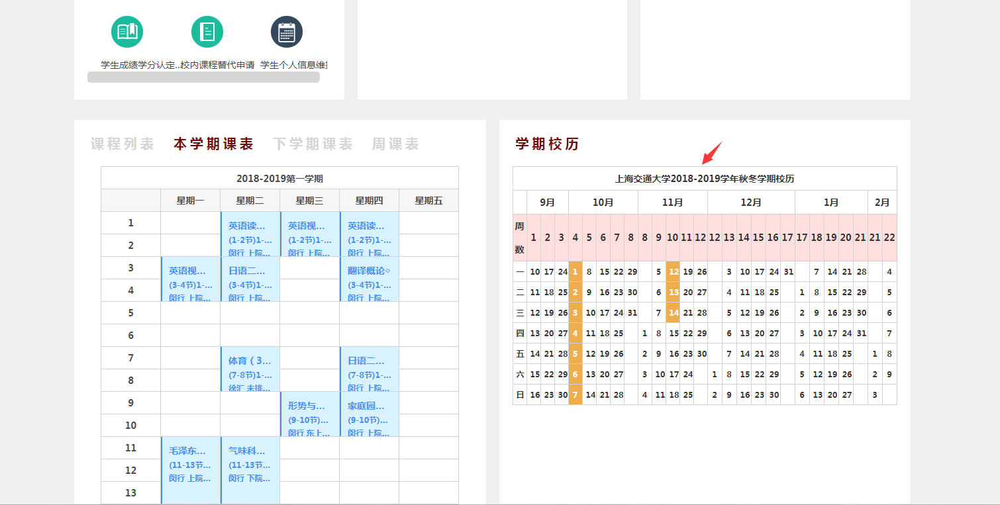 学生成绩学分认定.. 校内课程替代申请 学生个人信息维
课程列表 本学期课表 下学期课表 周课表
2018-2019第一学期
星期一 星期二 星期三 星期四 星期五
1
英语读... 英语视... 英语读...
(1-2节)1-... (1-2节)1-... (1-2节)1-...
2
闵行 上院... 闵行 上院... 闵行 上院...
3
英语视... 日语二... 翻译概论◇
(3-4节)1-... (3-4节)1-... (3-4节)1-...
4
闵行 上院... 闵行 上院... 闵行 上院...
5
6
7
体育（3... 日语二...
(7-8节)1-... (7-8节)1-...
8
徐汇 未排... 闵行 上院...
9
形势与... 家庭园...
(9-10节)... (9-10节)...
10
闵行 东上... 闵行 上院...
11
毛泽东... 气味科...
(11-13节... (11-13节...
12
闵行 上院... 闵行 下院...
13
学期校历
上海交通大学2018-2019学年秋冬学期校历
9月 10月 11月 12月 1月 2月
周数 1 2 3 4 5 6 7 8 8 9 10 11 12 12 13 14 15 16 17 17 18 19 20 21 21 22
一 10 17 24 1 8 15 22 29 5 12 19 26 3 10 17 24 31 7 14 21 28 4
二 11 18 25 2 9 16 23 30 6 13 20 27 4 11 18 25 1 8 15 22 29 5
三 12 19 26 3 10 17 24 31 7 14 21 28 5 12 19 26 2 9 16 23 30 6
四 13 20 27 4 11 18 25 1 8 15 22 29 6 13 20 27 3 10 17 24 31 7
五 14 21 28 5 12 19 26 2 9 16 23 30 7 14 21 28 4 11 18 25 1 8
六 15 22 29 6 13 20 27 3 10 17 24 1 8 15 22 29 5 12 19 26 2 9
日 16 23 30 7 14 21 28 4 11 18 25 2 9 16 23 30 6 13 20 27 3